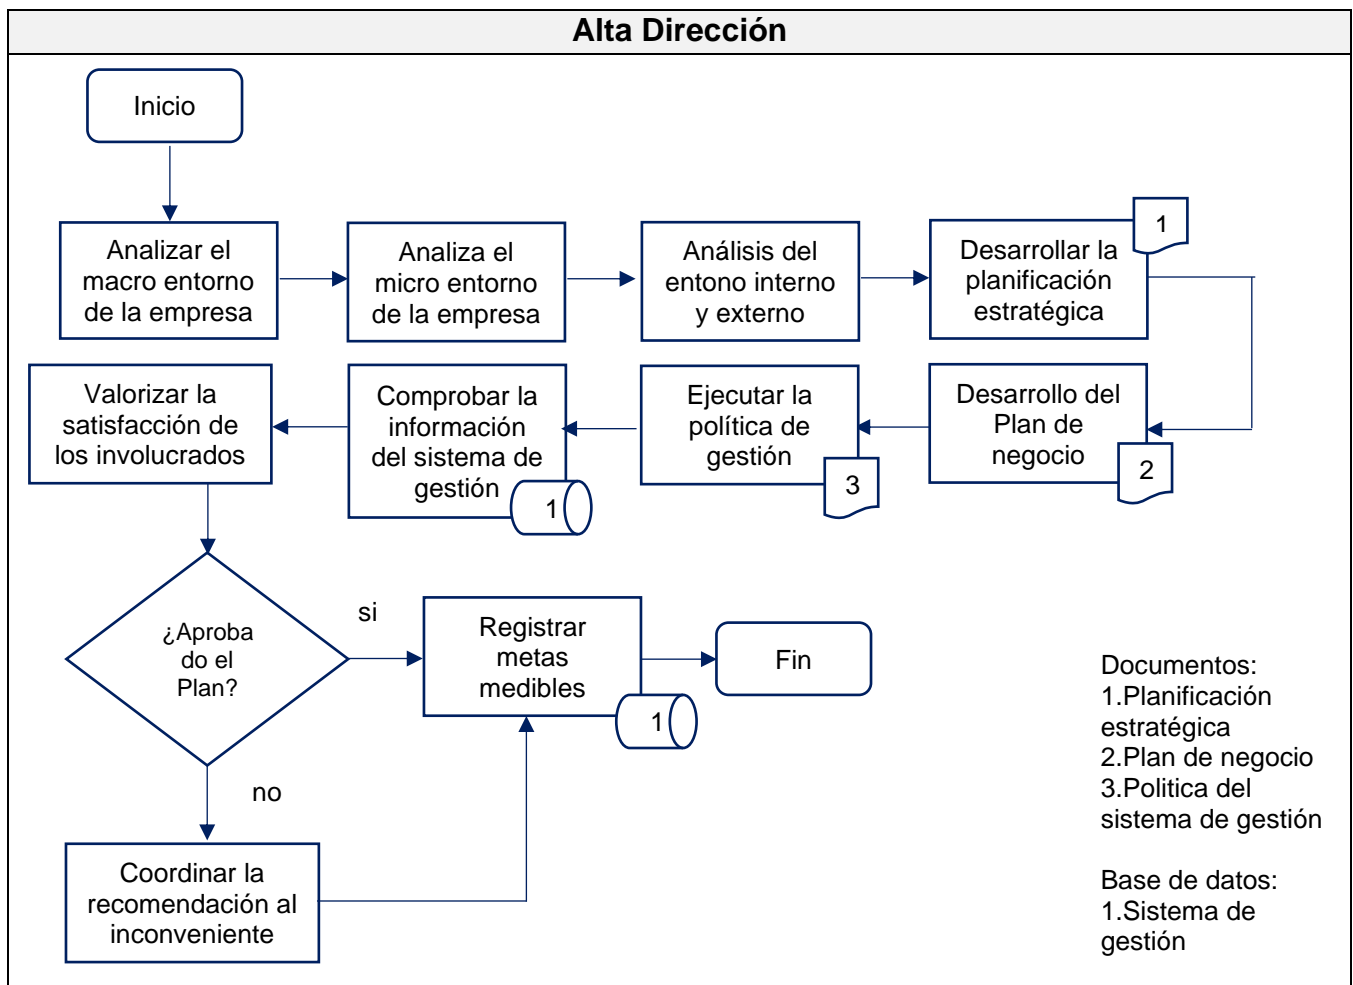 Alta Dirección
Inicio
Analizar el
macro entorno
de la empresa
Analiza el
micro entorno
de la empresa
Análisis del
entono interno
y externo
Desarrollar la
planificación
estratégica
1
Desarrollo del
Plan de
negocio
2
Ejecutar la
política de
gestión
3
Comprobar la
información
del sistema de
gestión
1
Valorizar la
satisfacción de
los involucrados
¿Aproba
do el
Plan?
si
Registrar
metas
medibles
1
Fin
no
Coordinar la
recomendación al
inconveniente
Documentos:
1.Planificación
estratégica
2.Plan de negocio
3.Politica del
sistema de gestión
Base de datos:
1.Sistema de
gestión